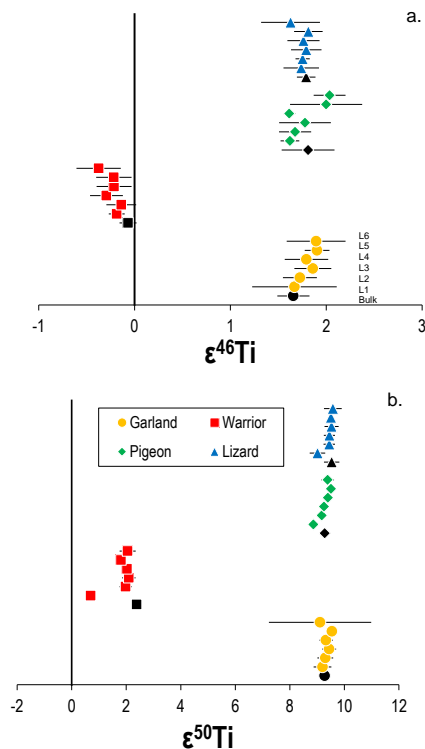 a.
L6
L5
L4
L3
L2
L1
Bulk
-1 0 1 2 3
ε⁴⁶Ti
b.
Garland Warrior
Pigeon Lizard
-2 0 2 4 6 8 10 12
ε⁵⁰Ti